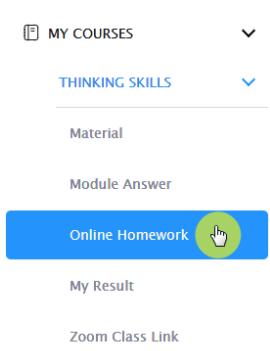 MY COURSES
THINKING SKILLS
Material
Module Answer
Online Homework
My Result
Zoom Class Link